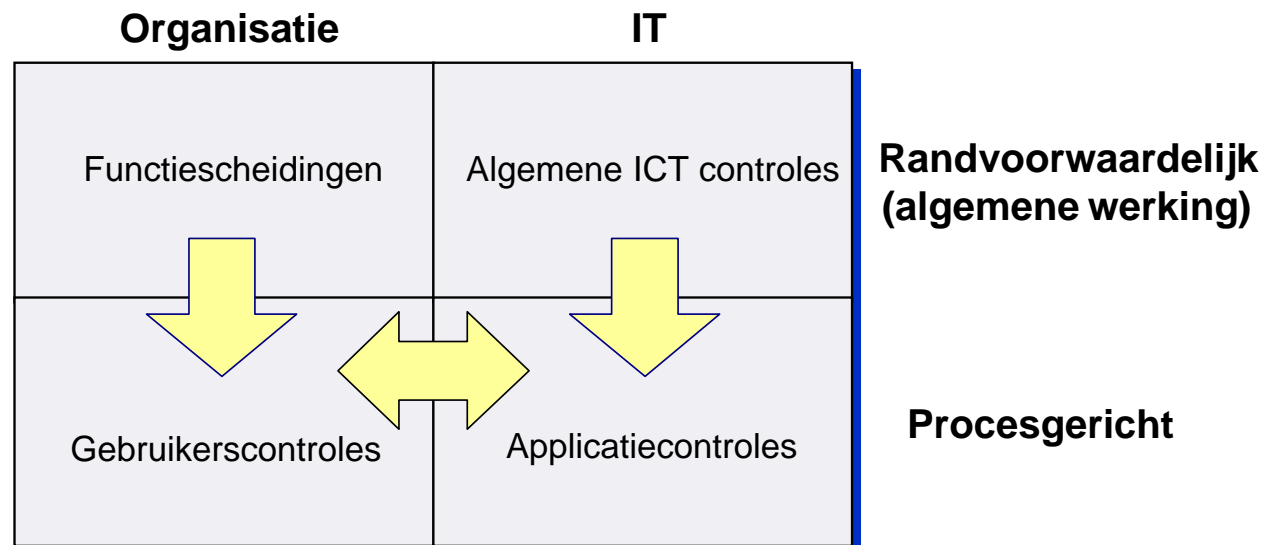 Organisatie IT
Functiescheidingen Algemene ICT controles
Randvoorwaardelijk
(algemene werking)
Gebruikerscontroles Applicatiecontroles
Procesgericht